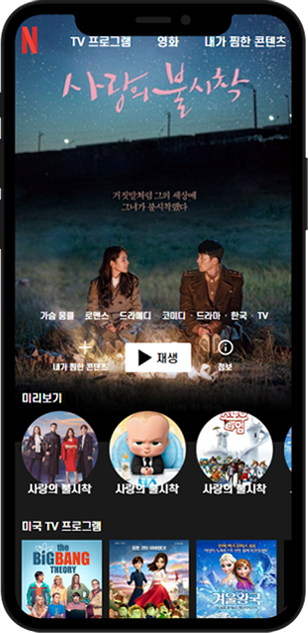 N
TV 프로그램 영화 내가 찜한 콘텐츠
사랑의 불시착
거짓말처럼 그의 세상에
그녀가 불시착했다
가슴 뭉클 · 로맨스 · 드라메디 · 코미디 · 드라마 · 한국 · TV
재생
내가 찜한 콘텐츠 정보
미리보기
사랑의 불시착 사랑의 불시착 사랑의 불시착
미국 TV 프로그램
the
BIG BANG
THEORY
겨울왕국